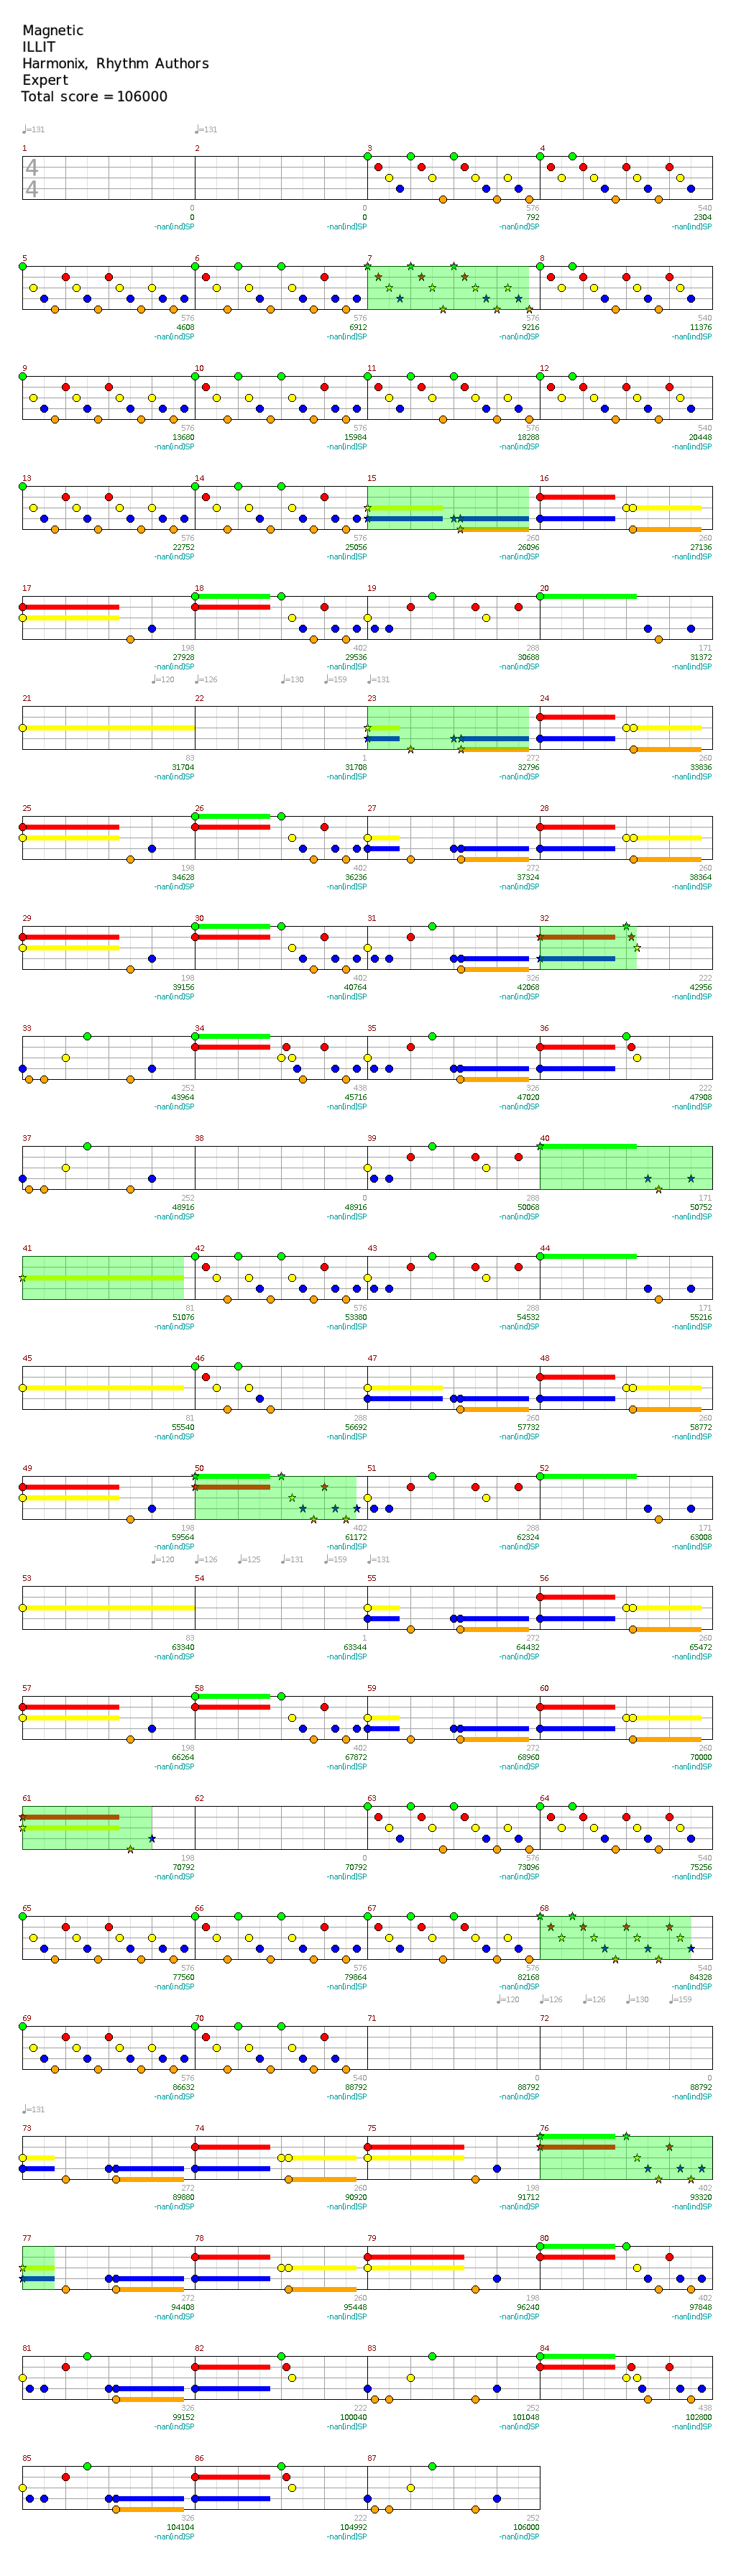 Magnetic
ILLIT
Harmonix, Rhythm Authors
Expert
Total score = 106000
♩=131 ♩=131
1 2 3 4
4
4
0 0 576 540
0 0 792 2304
-nan(ind)SP -nan(ind)SP -nan(ind)SP -nan(ind)SP
5 6 7 8
576 576 576 540
4608 6912 9216 11376
-nan(ind)SP -nan(ind)SP -nan(ind)SP -nan(ind)SP
9 10 11 12
576 576 576 540
13680 15984 18288 20448
-nan(ind)SP -nan(ind)SP -nan(ind)SP -nan(ind)SP
13 14 15 16
576 576 260 260
22752 25056 26096 27136
-nan(ind)SP -nan(ind)SP -nan(ind)SP -nan(ind)SP
17 18 19 20
198 402 288 171
27928 29536 30688 31372
-nan(ind)SP -nan(ind)SP -nan(ind)SP -nan(ind)SP
♩=120 ♩=126 ♩=130 ♩=159 ♩=131
21 22 23 24
83 1 272 260
31704 31708 32796 33836
-nan(ind)SP -nan(ind)SP -nan(ind)SP -nan(ind)SP
25 26 27 28
198 402 272 260
34628 36236 37324 38364
-nan(ind)SP -nan(ind)SP -nan(ind)SP -nan(ind)SP
29 30 31 32
198 402 326 222
39156 40764 42068 42956
-nan(ind)SP -nan(ind)SP -nan(ind)SP -nan(ind)SP
33 34 35 36
252 438 326 222
43964 45716 47020 47908
-nan(ind)SP -nan(ind)SP -nan(ind)SP -nan(ind)SP
37 38 39 40
252 0 288 171
48916 48916 50068 50752
-nan(ind)SP -nan(ind)SP -nan(ind)SP -nan(ind)SP
41 42 43 44
81 576 288 171
51076 53380 54532 55216
-nan(ind)SP -nan(ind)SP -nan(ind)SP -nan(ind)SP
45 46 47 48
81 288 260 260
55540 56692 57732 58772
-nan(ind)SP -nan(ind)SP -nan(ind)SP -nan(ind)SP
49 50 51 52
198 402 288 171
59564 61172 62324 63008
-nan(ind)SP -nan(ind)SP -nan(ind)SP -nan(ind)SP
♩=120 ♩=126 ♩=125 ♩=131 ♩=159 ♩=131
53 54 55 56
83 1 272 260
63340 63344 64432 65472
-nan(ind)SP -nan(ind)SP -nan(ind)SP -nan(ind)SP
57 58 59 60
198 402 272 260
66264 67872 68960 70000
-nan(ind)SP -nan(ind)SP -nan(ind)SP -nan(ind)SP
61 62 63 64
198 0 576 540
70792 70792 73096 75256
-nan(ind)SP -nan(ind)SP -nan(ind)SP -nan(ind)SP
65 66 67 68
576 576 576 540
77560 79864 82168 84328
-nan(ind)SP -nan(ind)SP -nan(ind)SP -nan(ind)SP
♩=120 ♩=126 ♩=126 ♩=130 ♩=159
69 70 71 72
576 540 0 0
86632 88792 88792 88792
-nan(ind)SP -nan(ind)SP -nan(ind)SP -nan(ind)SP
♩=131
73 74 75 76
272 260 198 402
89880 90920 91712 93320
-nan(ind)SP -nan(ind)SP -nan(ind)SP -nan(ind)SP
77 78 79 80
272 260 198 402
94408 95448 96240 97848
-nan(ind)SP -nan(ind)SP -nan(ind)SP -nan(ind)SP
81 82 83 84
326 222 252 438
99152 100040 101048 102800
-nan(ind)SP -nan(ind)SP -nan(ind)SP -nan(ind)SP
85 86 87
326 222 252
104104 104992 106000
-nan(ind)SP -nan(ind)SP -nan(ind)SP